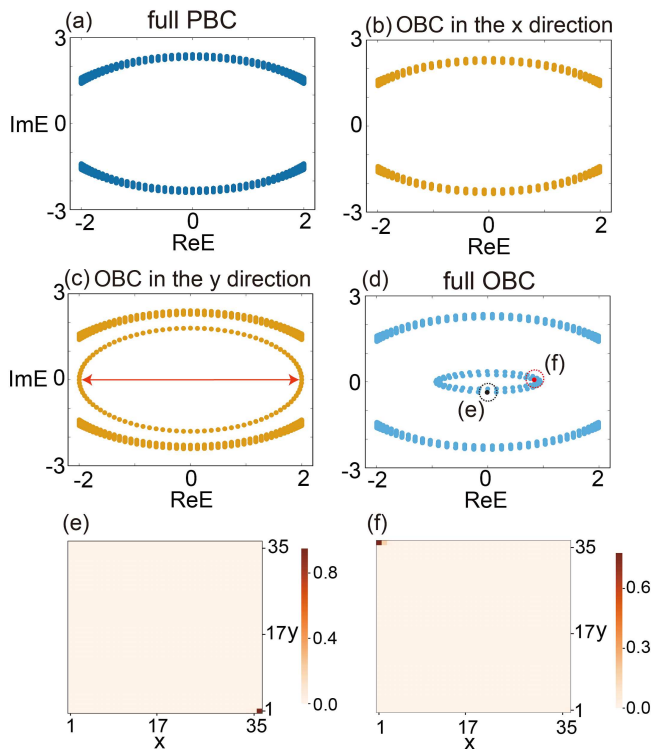 (a) full PBC
(b) OBC in the x direction
3
ImE 0
-3
-2 0 2
ReE
3
0
-3
-2 0 2
ReE
(c) OBC in the y direction
3
ImE 0
-3
-2 0 2
ReE
(d) full OBC
3
0
-3
(e)
(f)
-2 0 2
ReE
(e)
35
17y
1
1 17 35
x
0.8
0.4
0.0
(f)
35
17y
1
1 17 35
x
0.6
0.3
0.0